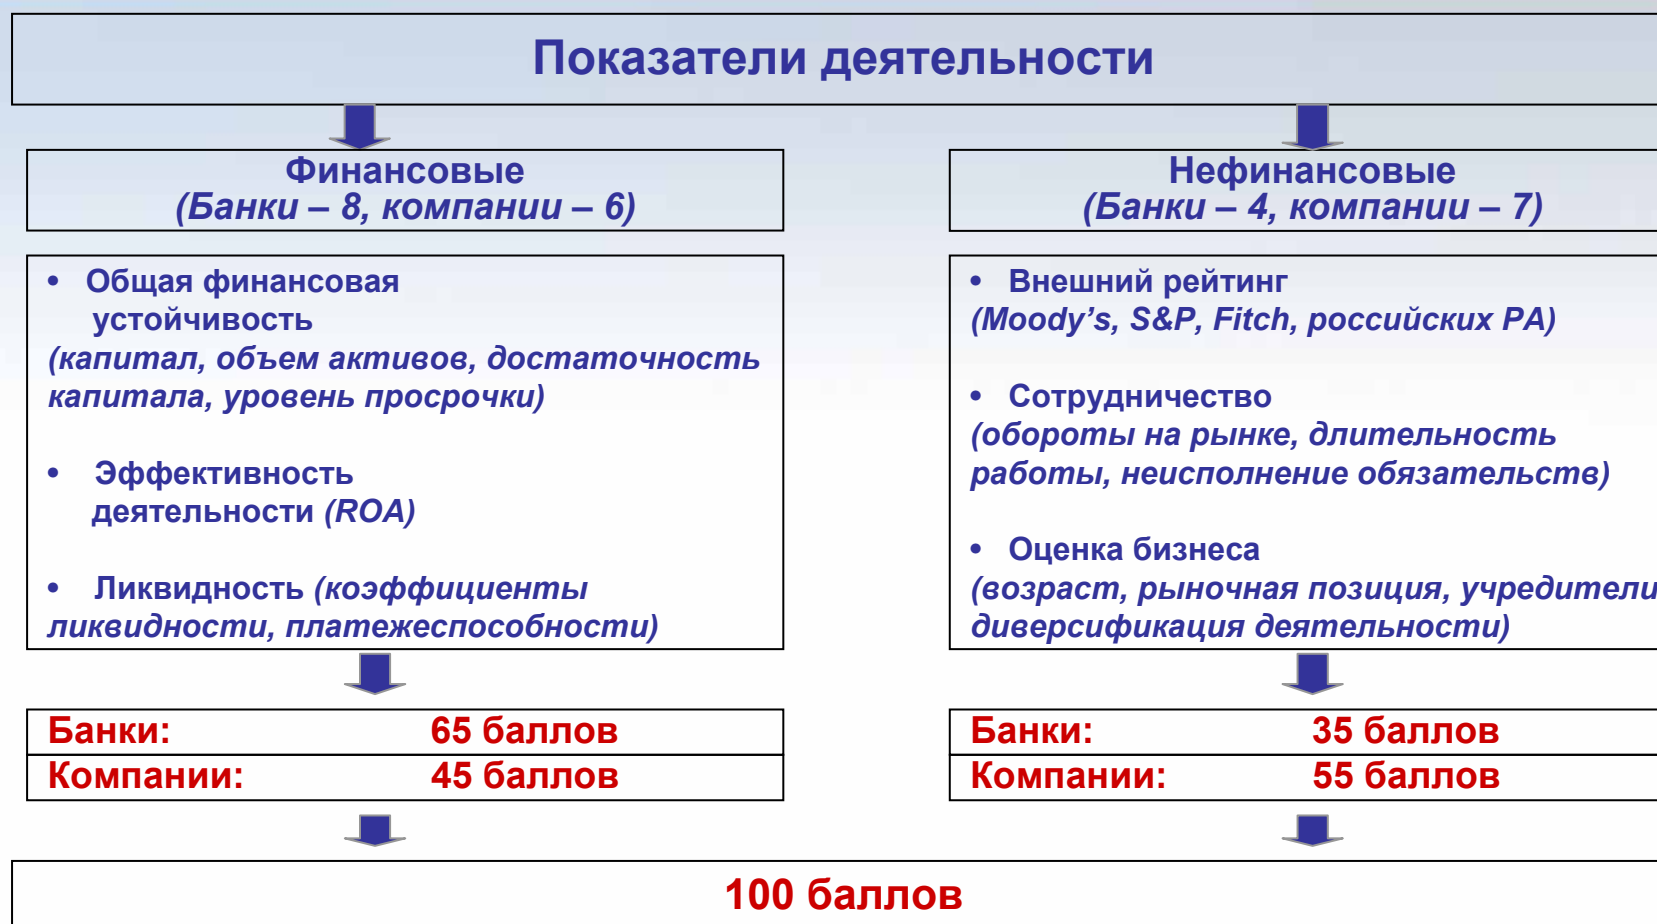 Показатели деятельности
Финансовые
(Банки – 8, компании – 6)
• Общая финансовая
устойчивость
(капитал, объем активов, достаточность
капитала, уровень просрочки)
• Эффективность
деятельности (ROA)
• Ликвидность (коэффициенты
ликвидности, платежеспособности)
Банки: 65 баллов
Компании: 45 баллов
Нефинансовые
(Банки – 4, компании – 7)
• Внешний рейтинг
(Moody’s, S&P, Fitch, российских РА)
• Сотрудничество
(обороты на рынке, длительность
работы, неисполнение обязательств)
• Оценка бизнеса
(возраст, рыночная позиция, учредители
диверсификация деятельности)
Банки: 35 баллов
Компании: 55 баллов
100 баллов